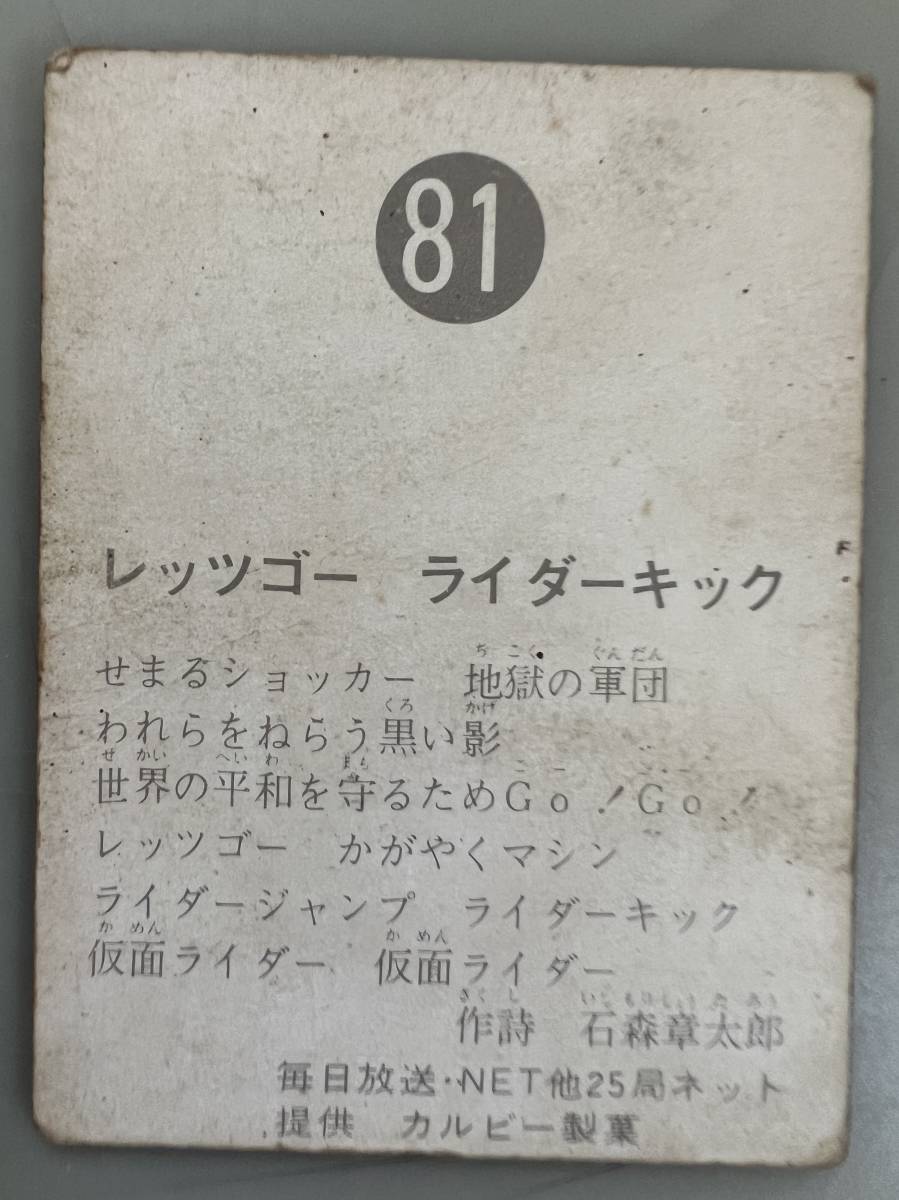 81
レッツゴー　ライダーキック
せまるショッカー　地獄の軍団
われらをねらう黒い影
世界の平和を守るためGo！Go！
レッツゴー　かがやくマシン
ライダージャンプ　ライダーキック
仮面ライダー　仮面ライダー
作詩　石森章太郎
毎日放送・NET他25局ネット
提供　カルビー製菓